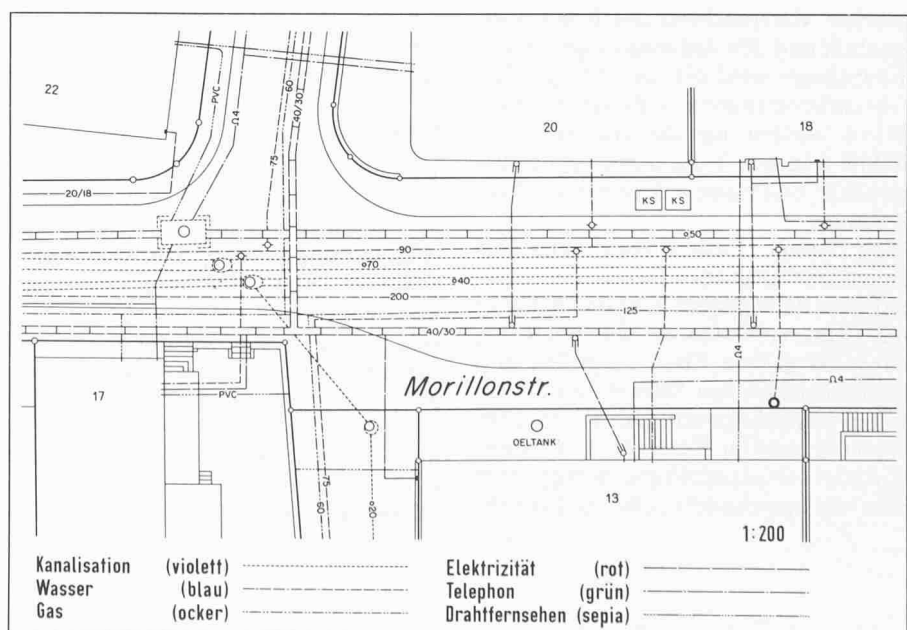 22
20
18
PVC
Ω4
60
40/30
75
20/18
KS KS
ø50
90
ø70
ø40
200
125
40/30
Ω4
Ω4
Morillonstr.
17
PVC
OELTANK
75
60
ø20
13
1:200
Kanalisation (violett)
Wasser (blau)
Gas (ocker)
Elektrizität (rot)
Telephon (grün)
Drahtfernsehen (sepia)